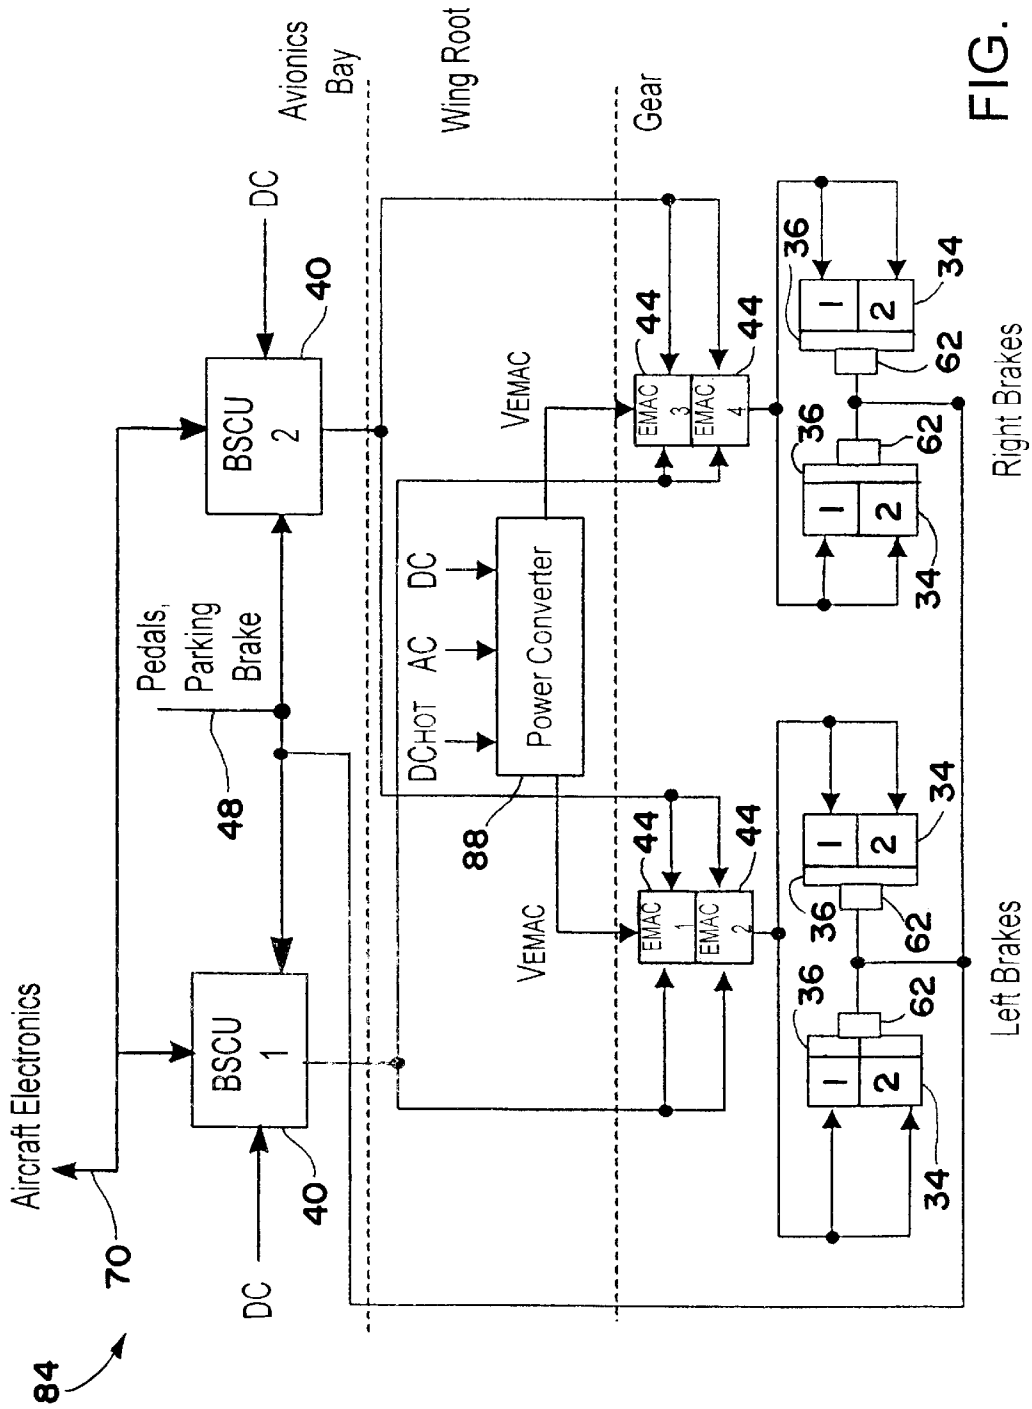 84
70
Aircraft Electronics
48
Pedals,
Parking
Brake
DC
40
BSCU
1
BSCU
2
40
DC
Avionics
Bay
Wing Root
88
DCHOT
AC
DC
Power Converter
VEMAC
VEMAC
Gear
EMAC
1
44
EMAC
2
44
EMAC
3
44
EMAC
4
44
34
1
2
36
62
62
36
1
2
34
34
1
2
36
62
62
36
1
2
34
Left Brakes
Right Brakes
FIG.